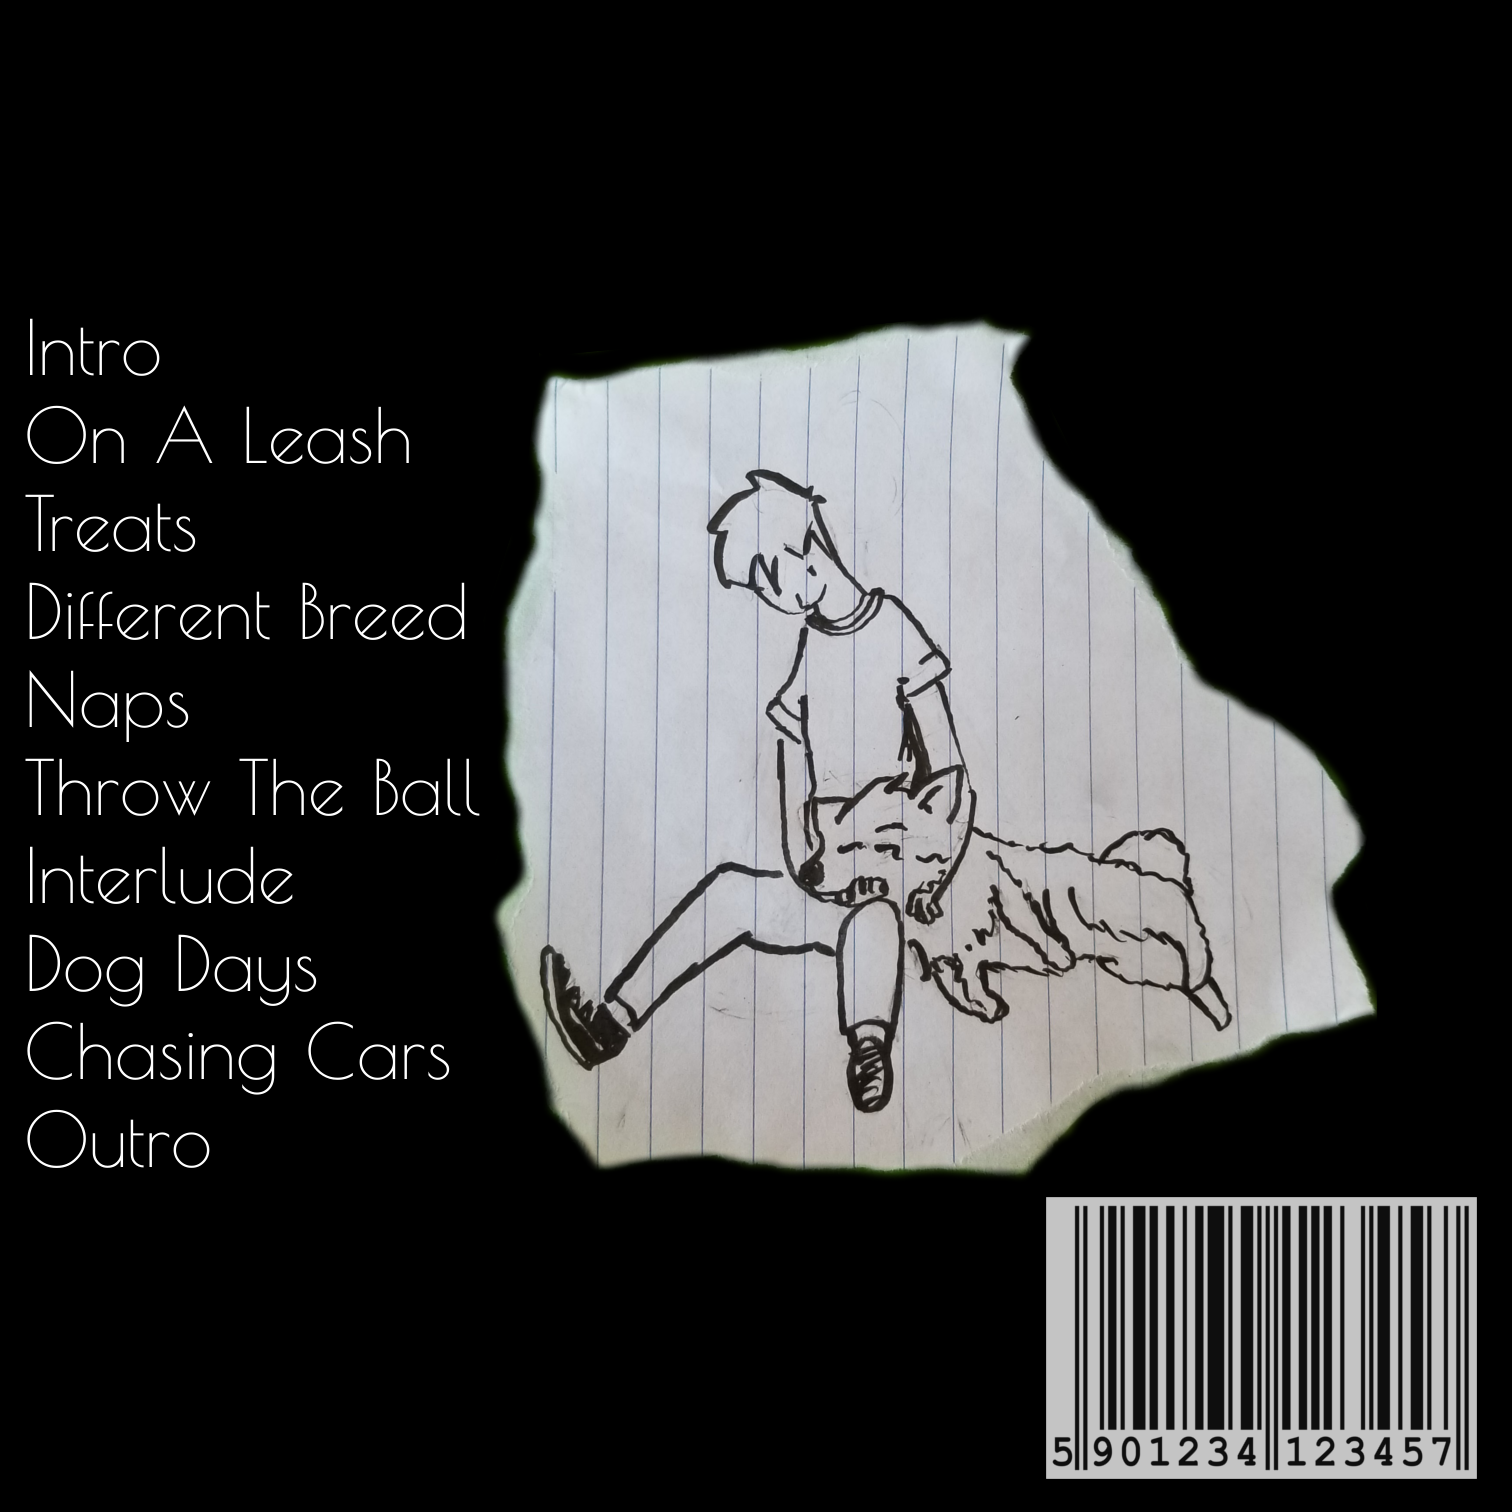 Intro
On A Leash
Treats
Different Breed
Naps
Throw The Ball
Interlude
Dog Days
Chasing Cars
Outro
5 901234 123457